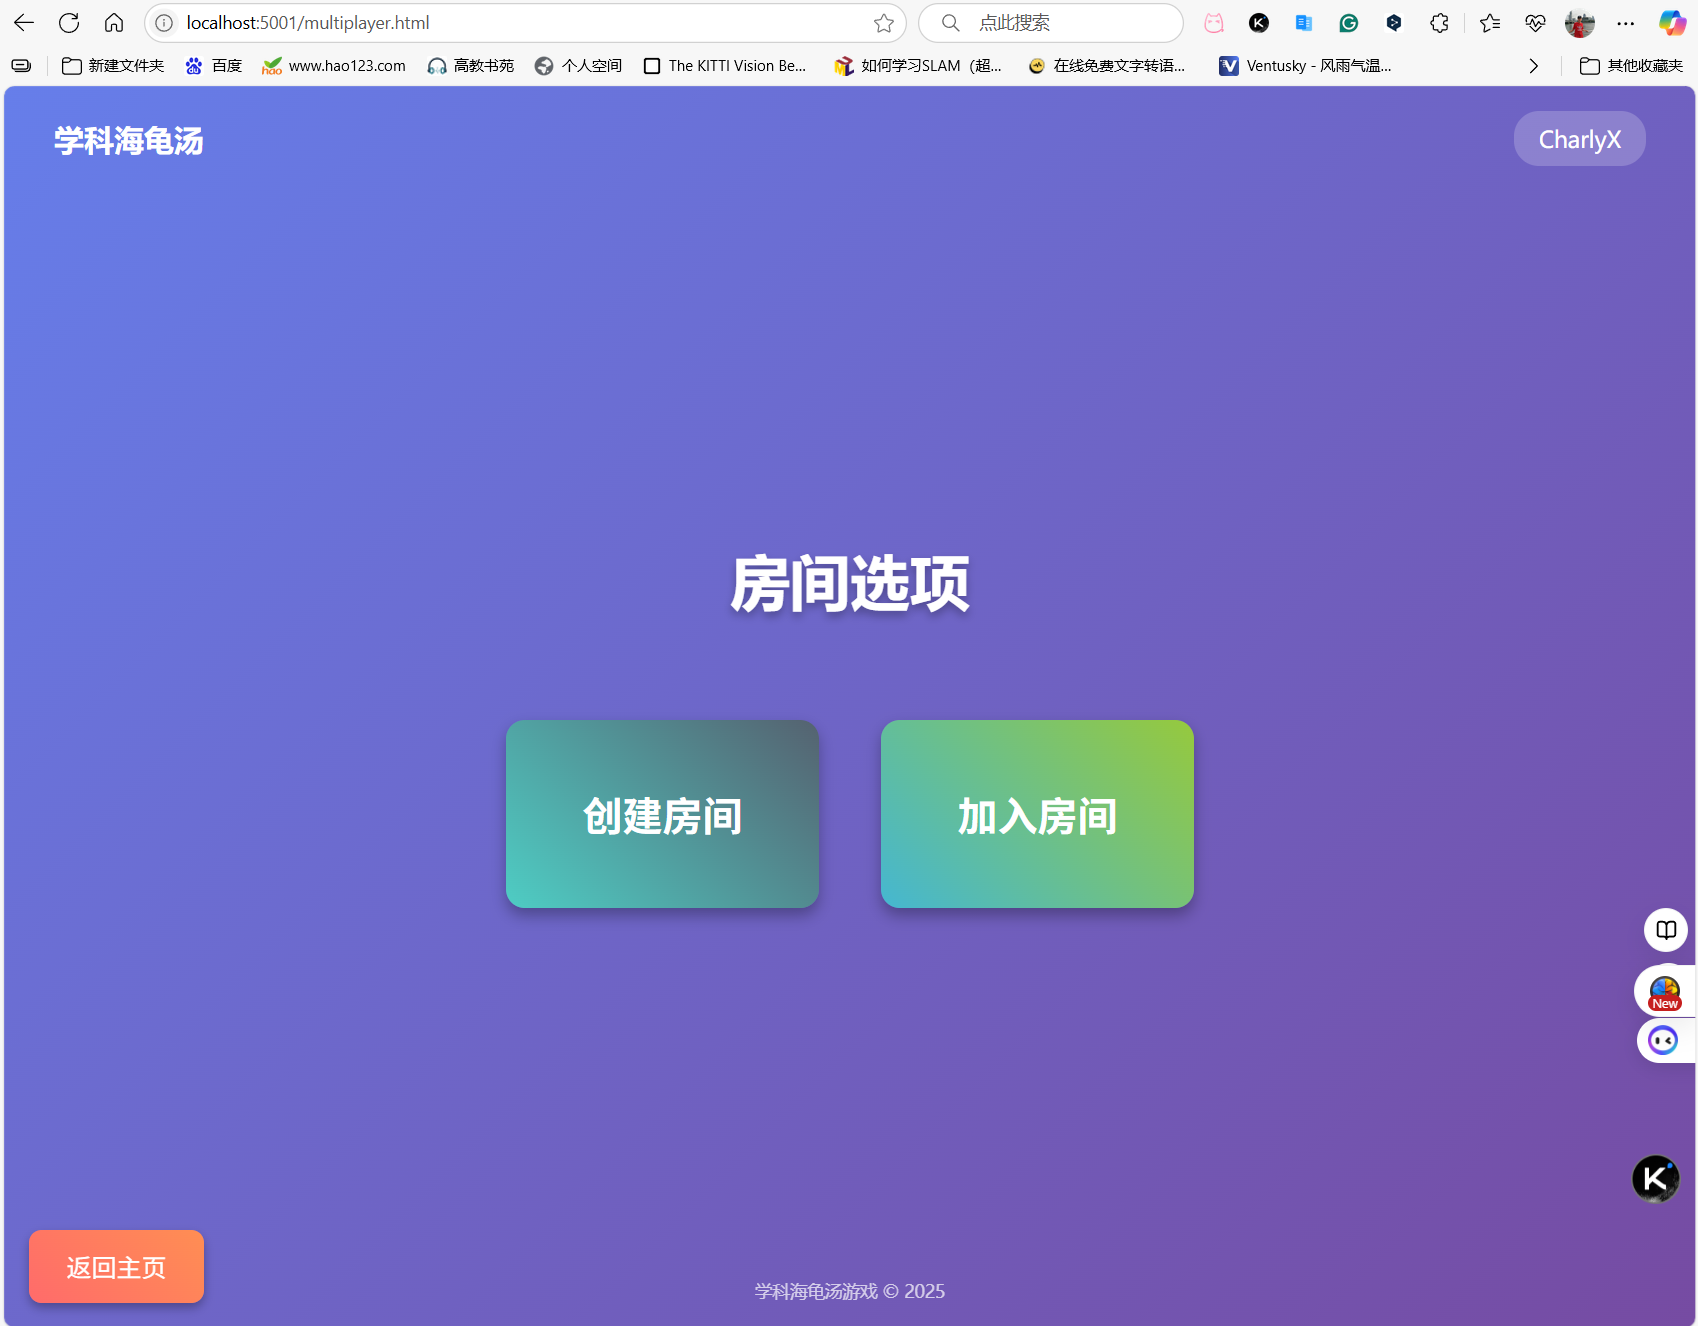 localhost:5001/multiplayer.html
点此搜索
新建文件夹
百度
www.hao123.com
高教书苑
个人空间
The KITTI Vision Be...
如何学习SLAM（超...
在线免费文字转语...
Ventusky - 风雨气温...
其他收藏夹
学科海龟汤
CharlyX
房间选项
创建房间
加入房间
New
返回主页
学科海龟汤游戏 © 2025